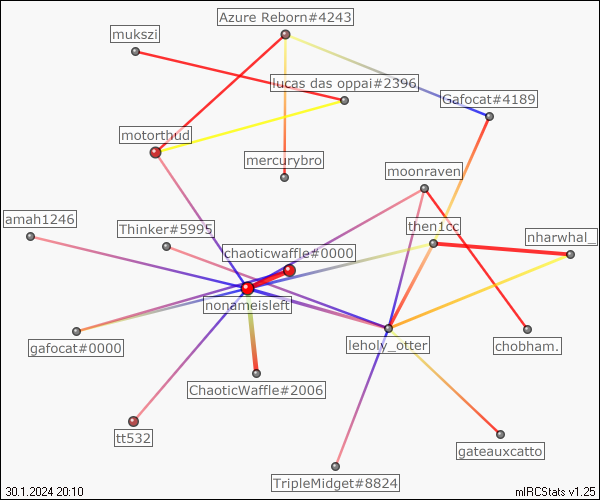 Azure Reborn#4243
mukszi
lucas das oppai#2396
Gafocat#4189
motorthud
mercurybro
moonraven
amah1246
Thinker#5995
then1cc
nharwhal_
chaoticwaffle#0000
nonameisleft
gafocat#0000
leholy_otter
chobham.
ChaoticWaffle#2006
tt532
gateauxcatto
TripleMidget#8824
30.1.2024 20:10
mIRCStats v1.25